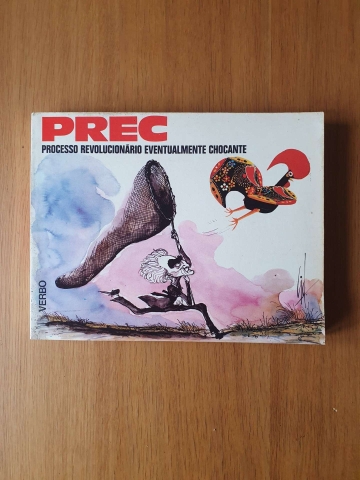 PREC
PROCESSO REVOLUCIONÁRIO EVENTUALMENTE CHOCANTE
VERBO